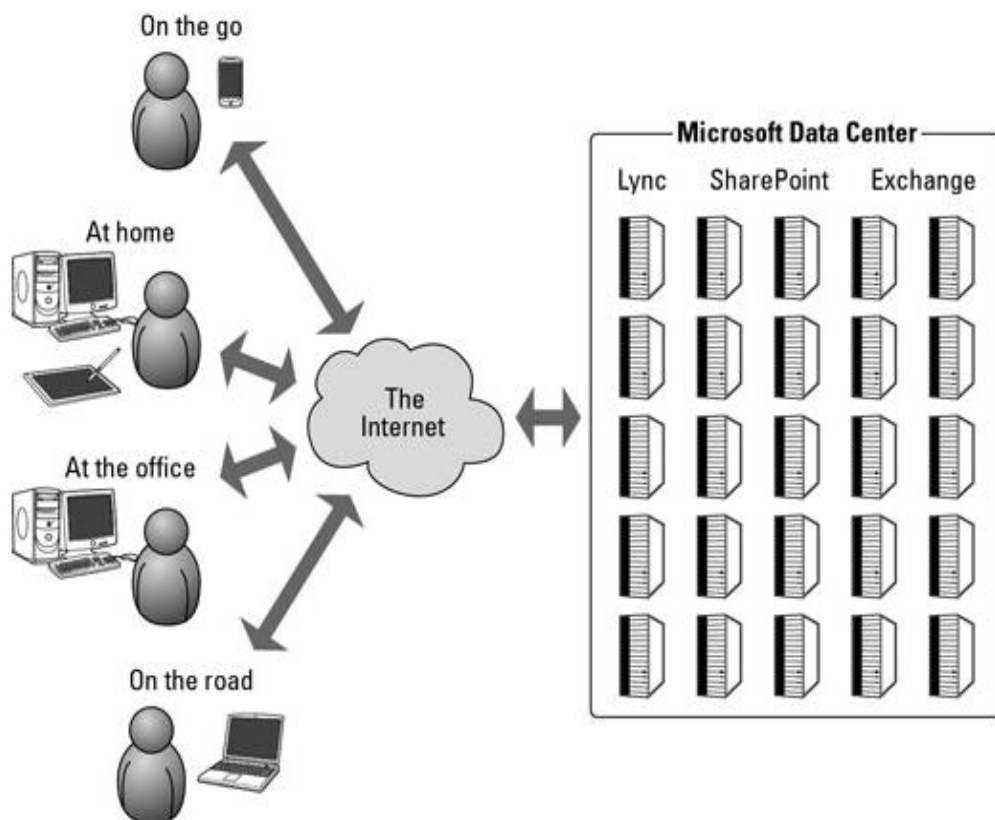 On the go
At home
At the office
On the road
The
Internet
Microsoft Data Center
Lync SharePoint Exchange